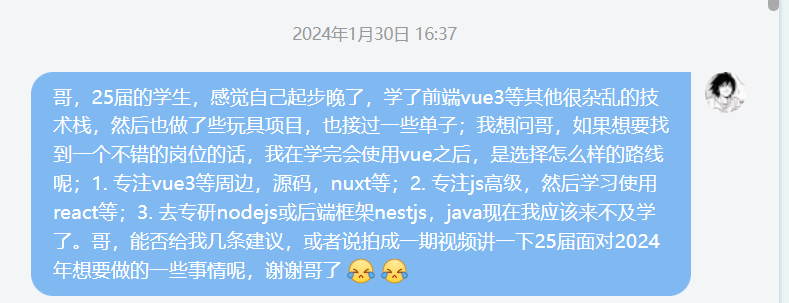 2024年1月30日 16:37
哥，25届的学生，感觉自己起步晚了，学了前端vue3等其他很杂乱的技
术栈，然后也做了些玩具项目，也接过一些单子；我想问哥，如果想要找
到一个不错的岗位的话，我在学完会使用vue之后，是选择怎么样的路线
呢；1. 专注vue3等周边，源码，nuxt等；2. 专注js高级，然后学习使用
react等；3. 去专研nodejs或后端框架nestjs，java现在我应该来不及学
了。哥，能否给我几条建议，或者说拍成一期视频讲一下25届面对2024
年想要做的一些事情呢，谢谢哥了😂😂